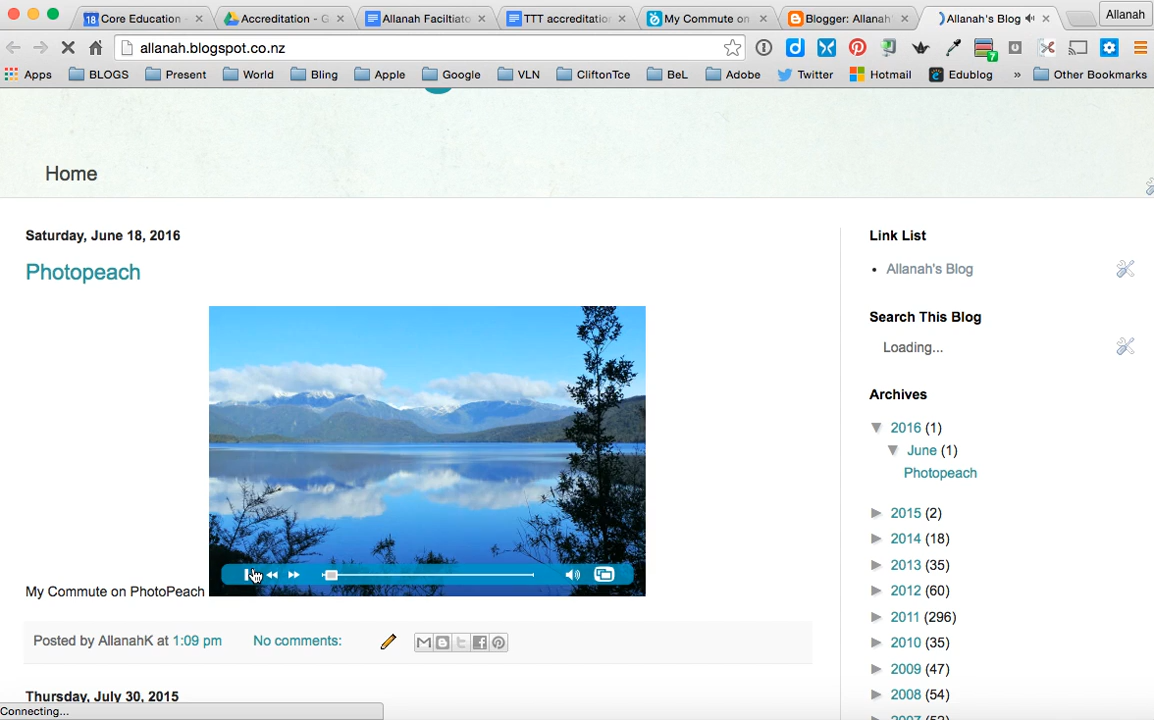 Core Education -
Accreditation - G
Allanah Faciltiato
TTT accreditation
My Commute on
Blogger: Allanah
Allanah's Blog
Allanah
allanah.blogspot.co.nz
7
Apps
BLOGS
Present
World
Bling
Apple
Google
VLN
CliftonTce
BeL
Adobe
Twitter
Hotmail
Edublog
»
Other Bookmarks
Home
Saturday, June 18, 2016
Photopeach
My Commute on PhotoPeach
Posted by AllanahK at 1:09 pm No comments:
Thursday, July 30, 2015
Connecting...
Link List
Allanah's Blog
Search This Blog
Loading...
Archives
▼ 2016 (1)
▼ June (1)
Photopeach
► 2015 (2)
► 2014 (18)
► 2013 (35)
► 2012 (60)
► 2011 (296)
► 2010 (35)
► 2009 (47)
► 2008 (54)